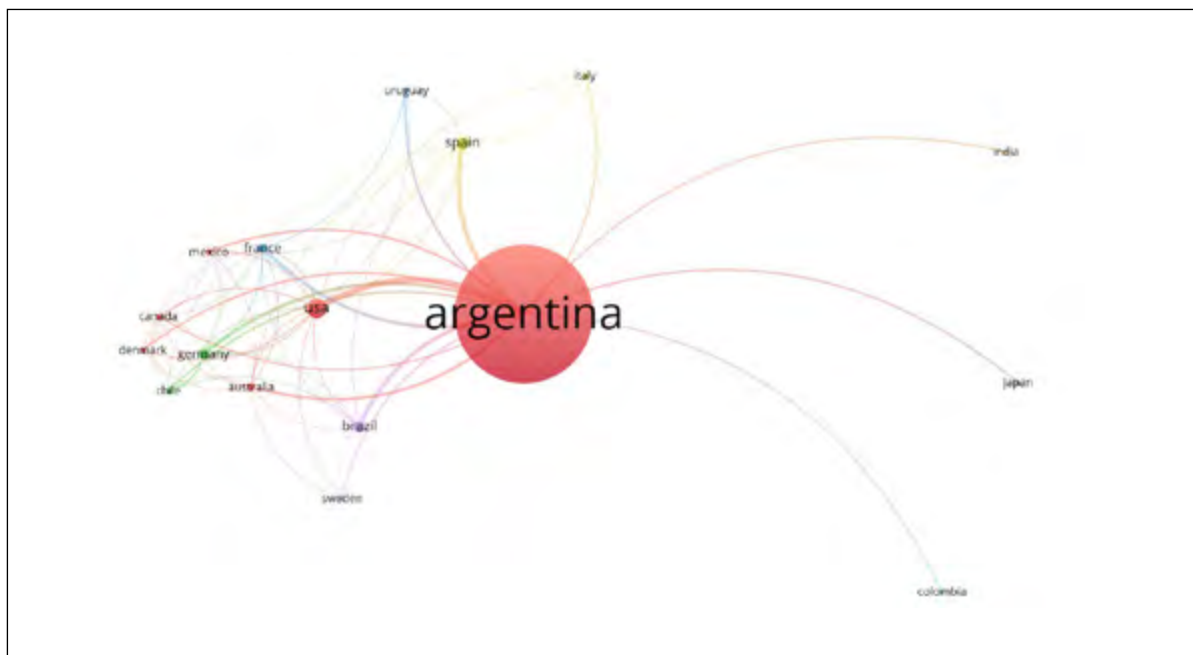 italy
uruguay
spain
india
mexico
france
usa
argentina
canada
denmark
germany
chile
australia
japan
brazil
sweden
colombia